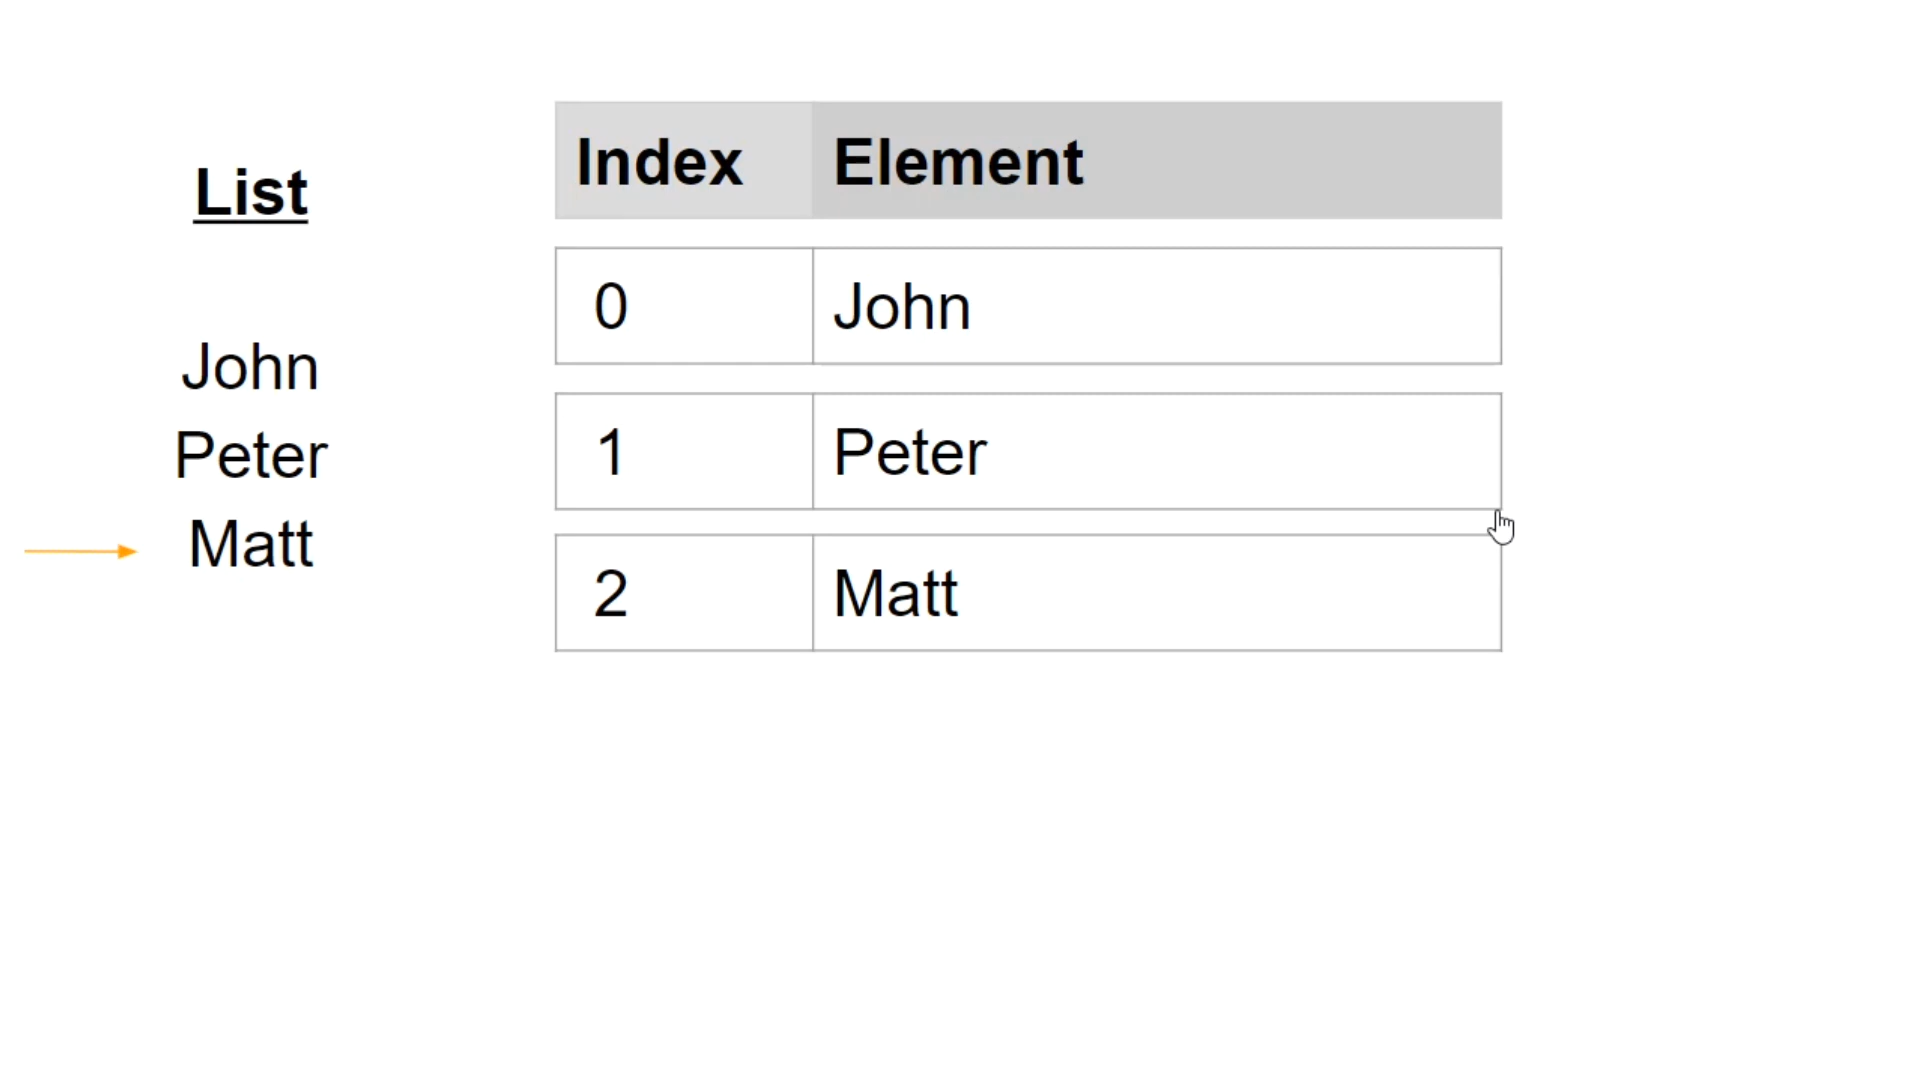 List
John
Peter
Matt
Index Element
0 John
1 Peter
2 Matt